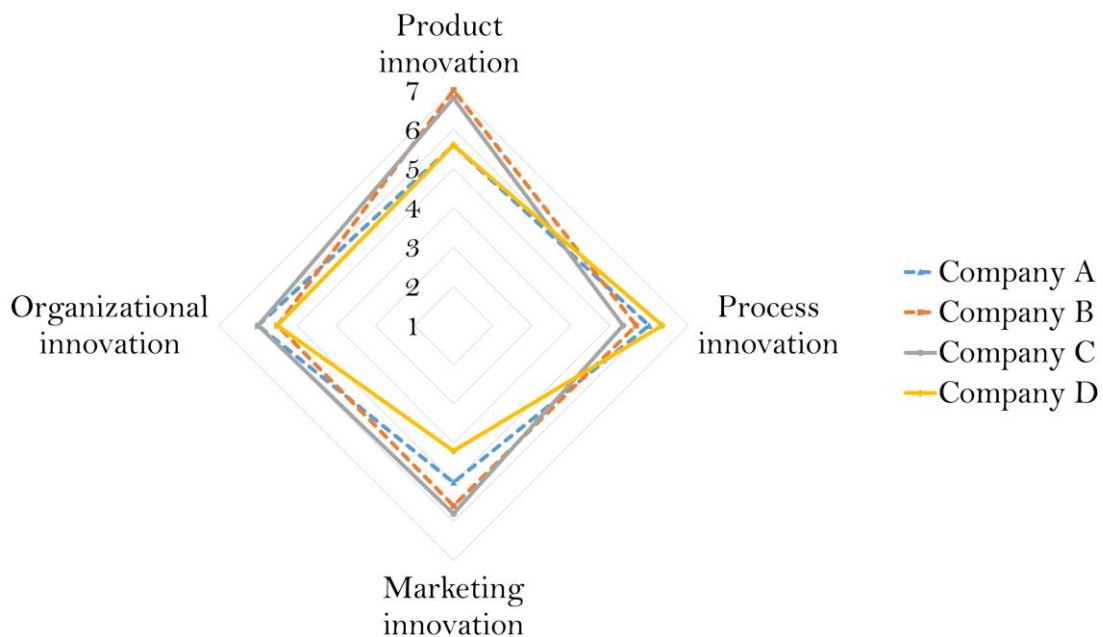 Product
innovation
7
6
5
4
3
2
1
Organizational
innovation
Process
innovation
Marketing
innovation
Company A
Company B
Company C
Company D